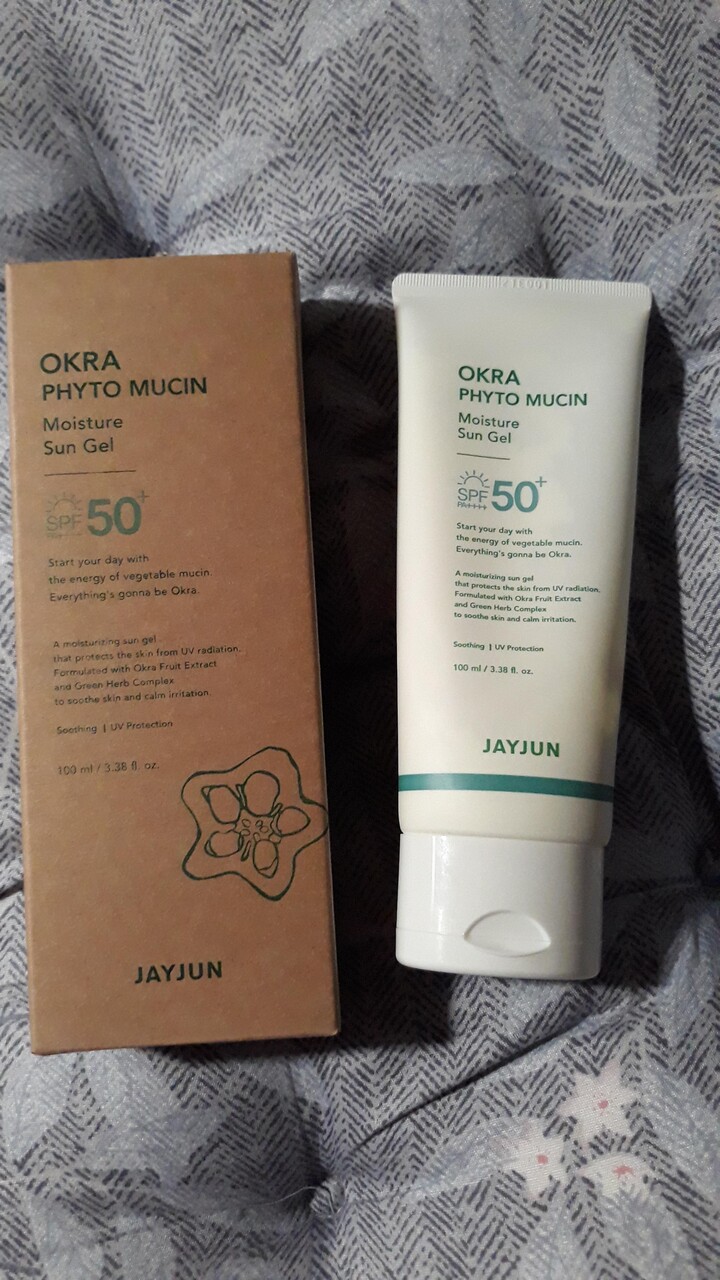 OKRA
PHYTO MUCIN
Moisture
Sun Gel
SPF 50+
Start your day with
the energy of vegetable mucin.
Everything's gonna be Okra.
A moisturizing sun gel
that protects the skin from UV radiation.
Formulated with Okra Fruit Extract
and Green Herb Complex
to soothe skin and calm irritation.
Soothing | UV Protection
100 ml / 3.38 fl. oz.
JAYJUN
OKRA
PHYTO MUCIN
Moisture
Sun Gel
SPF 50+
PA++++
Start your day with
the energy of vegetable mucin.
Everything's gonna be Okra.
A moisturizing sun gel
that protects the skin from UV radiation.
Formulated with Okra Fruit Extract
and Green Herb Complex
to soothe skin and calm irritation.
Soothing | UV Protection
100 ml / 3.38 fl. oz.
JAYJUN